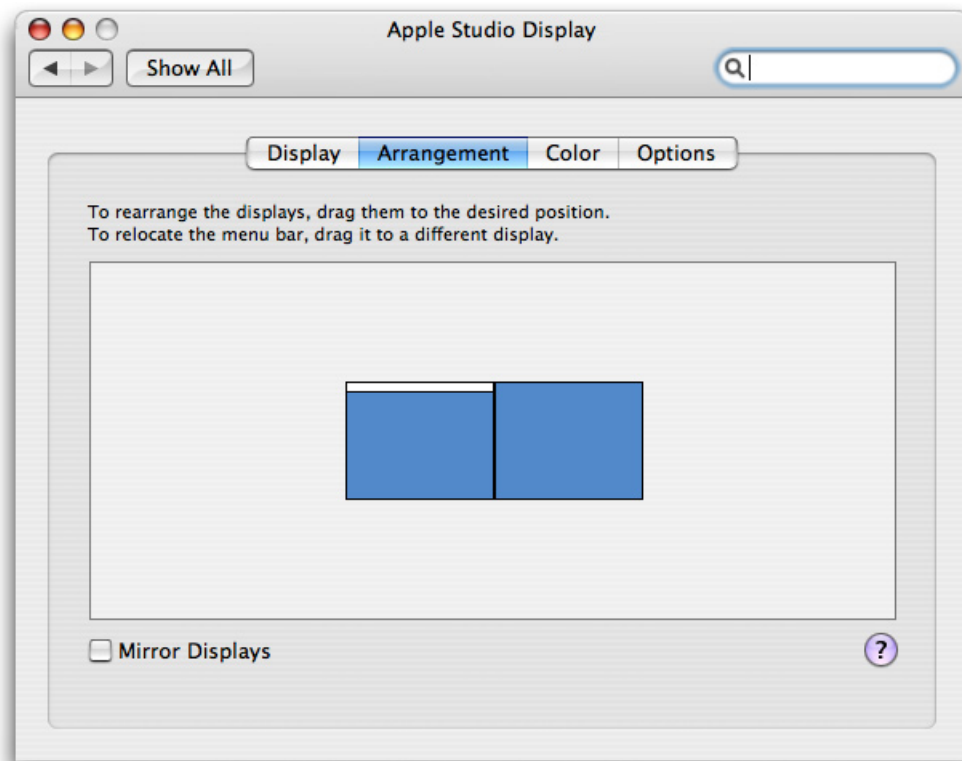 Apple Studio Display
Show All
Display Arrangement Color Options
To rearrange the displays, drag them to the desired position.
To relocate the menu bar, drag it to a different display.
Mirror Displays ?